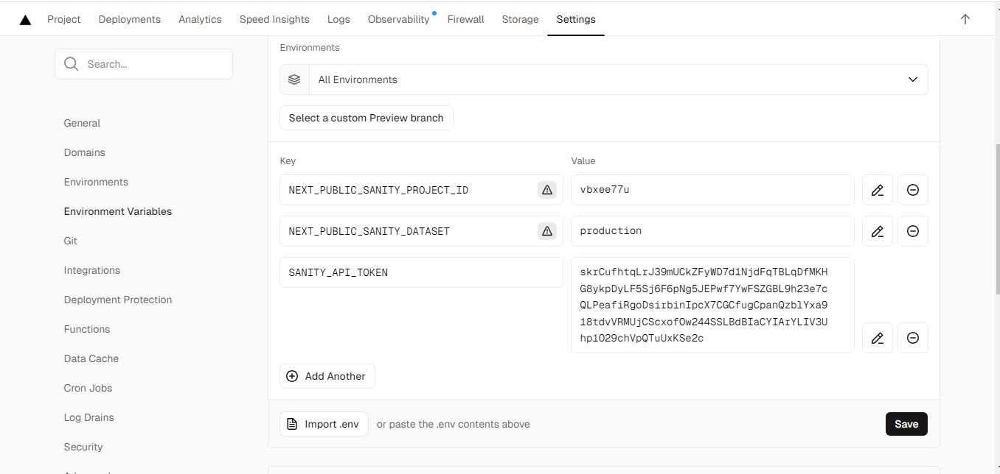 Project Deployments Analytics Speed Insights Logs Observability Firewall Storage Settings
Search...
General
Domains
Environments
Environment Variables
Git
Integrations
Deployment Protection
Functions
Data Cache
Cron Jobs
Log Drains
Security
Environments
All Environments
Select a custom Preview branch
Key Value
NEXT_PUBLIC_SANITY_PROJECT_ID vbxee77u
NEXT_PUBLIC_SANITY_DATASET production
SANITY_API_TOKEN
skrCufhtqLrJ39mUCkZFyWD7diNjdFqTBLqDfMKH
G8ykpDyLF5Sj6F6pNg5JEPwf7YwFSZGBL9h23e7c
QLPeafiRgoDsirbinIpcX7CGCfugCpanQzblYxa9
18tdvVRMUjCScxofOw244SSLBdBIaCYIArYLIV3U
hp1O29chVpQTuUxKSe2c
Add Another
Import .env or paste the .env contents above
Save